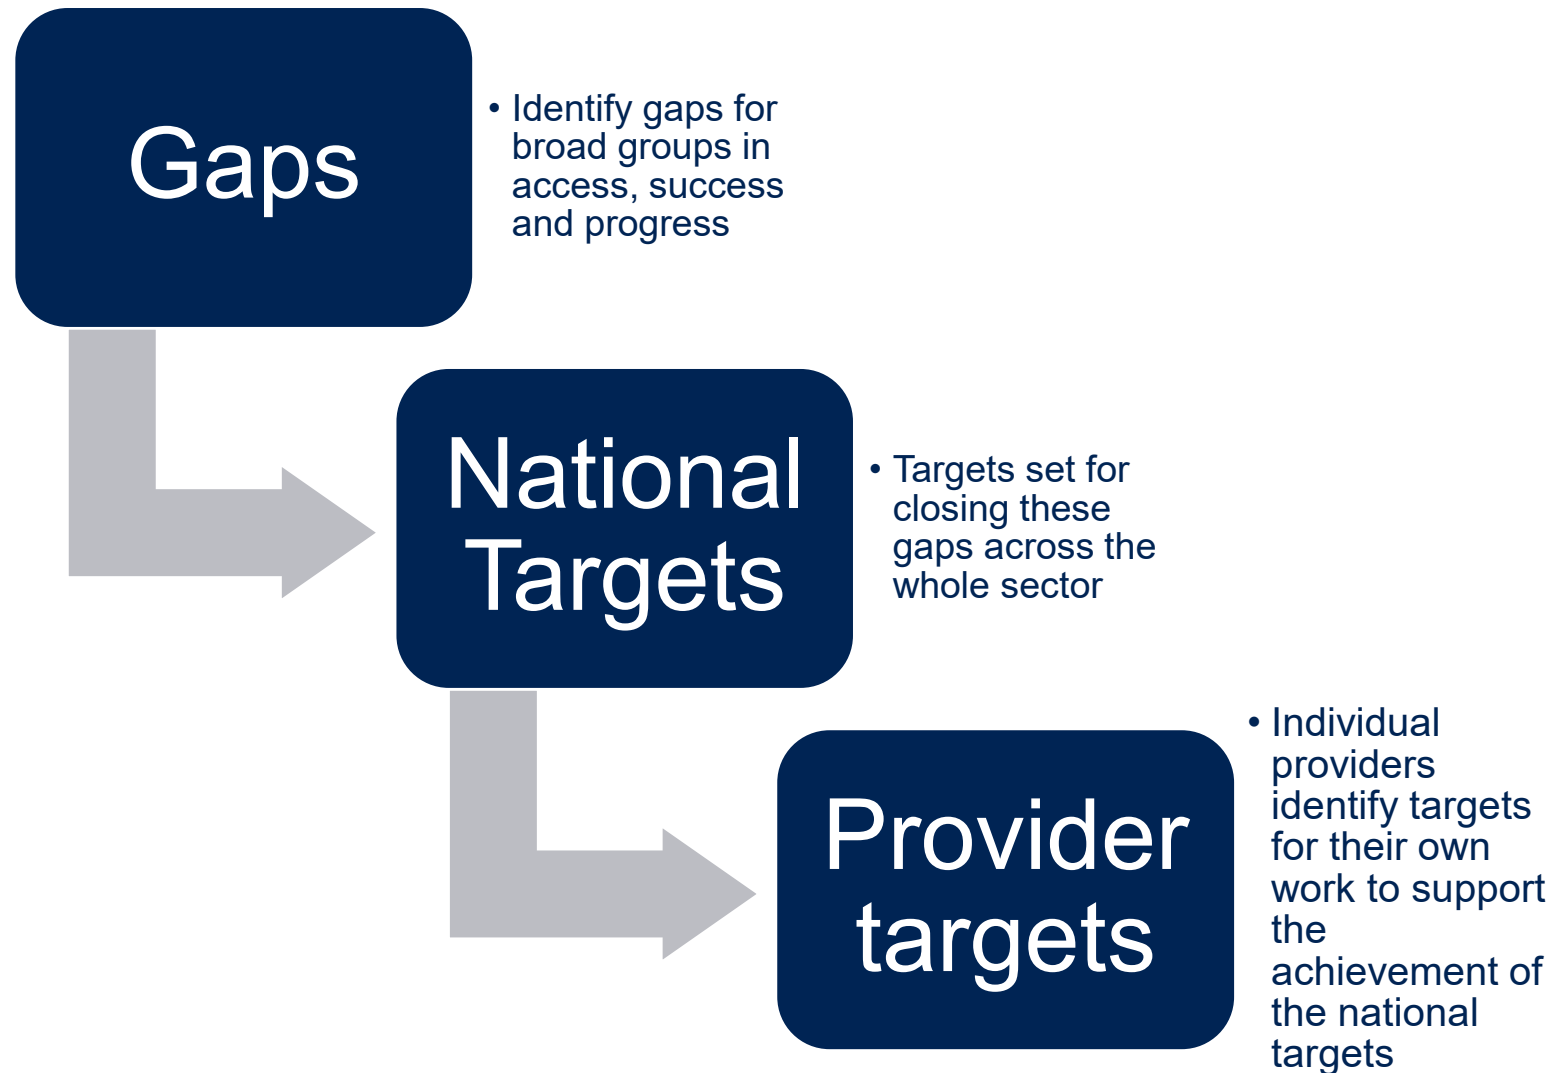 Gaps
• Identify gaps for
broad groups in
access, success
and progress
National
Targets
• Targets set for
closing these
gaps across the
whole sector
Provider
targets
• Individual
providers
identify targets
for their own
work to support
the
achievement of
the national
targets